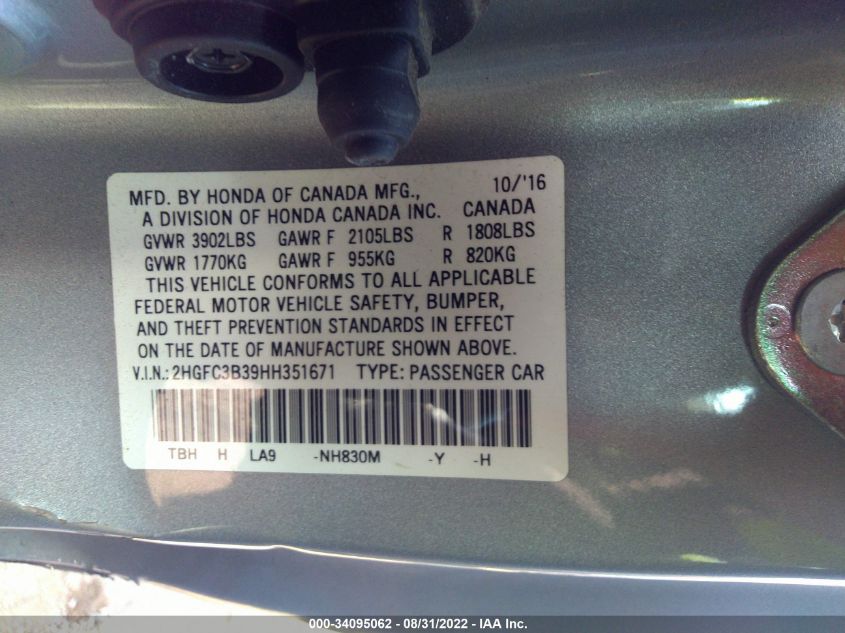 MFD. BY HONDA OF CANADA MFG., 10/'16
A DIVISION OF HONDA CANADA INC. CANADA
GVWR 3902LBS GAWR F 2105LBS R 1808LBS
GVWR 1770KG GAWR F 955KG R 820KG
THIS VEHICLE CONFORMS TO ALL APPLICABLE
FEDERAL MOTOR VEHICLE SAFETY, BUMPER,
AND THEFT PREVENTION STANDARDS IN EFFECT
ON THE DATE OF MANUFACTURE SHOWN ABOVE.
V.I.N.: 2HGFC3B39HH351671 TYPE: PASSENGER CAR
TBH H LA9 -NH830M -Y -H
000-34095062 - 08/31/2022 - IAA Inc.